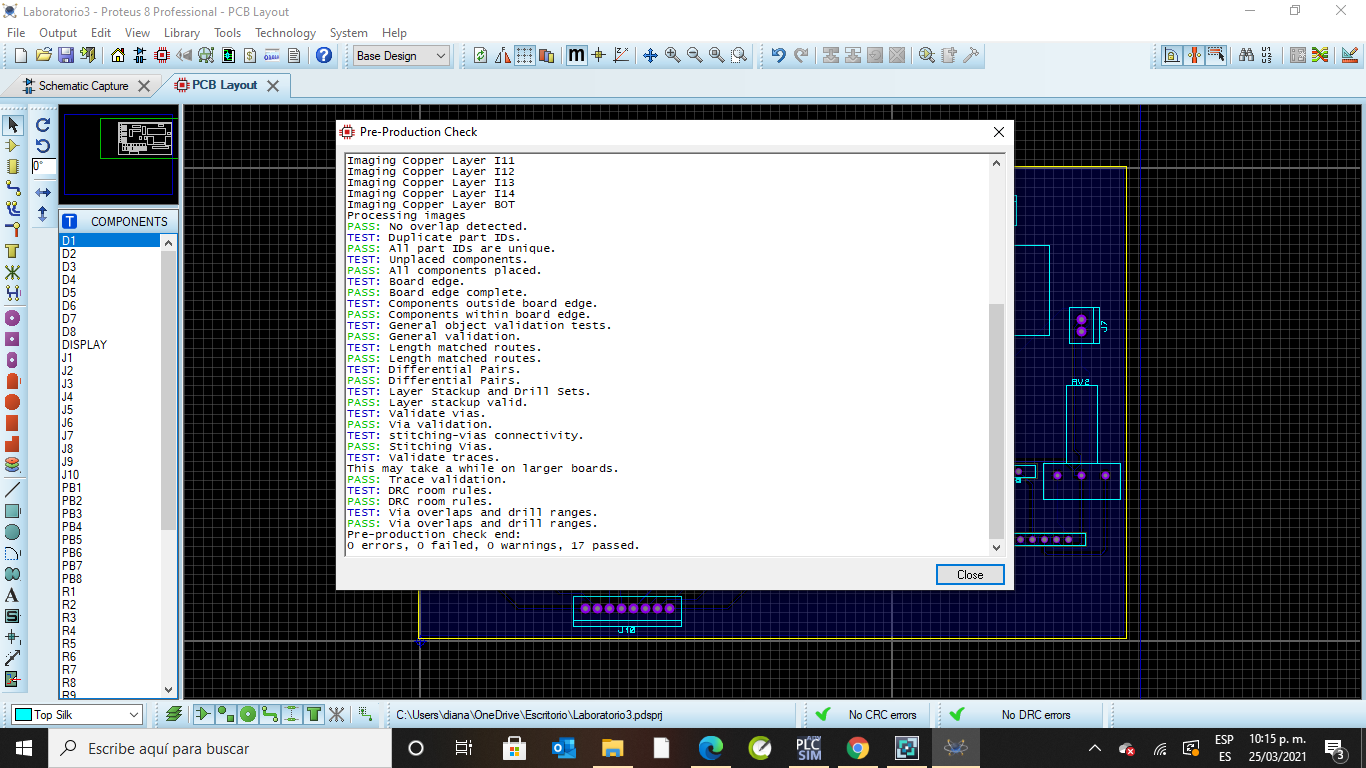 Laboratorio3 - Proteus 8 Professional - PCB Layout
File Output Edit View Library Tools Technology System Help
Base Design
Schematic Capture
PCB Layout
0°
COMPONENTS
D1
D2
D3
D4
D5
D6
D7
D8
DISPLAY
J1
J2
J3
J4
J5
J6
J7
J8
J9
J10
PB1
PB2
PB3
PB4
PB5
PB6
PB7
PB8
R1
R2
R3
R4
R5
R6
R7
R8
R9
Pre-Production Check
Imaging Copper Layer I11
Imaging Copper Layer I12
Imaging Copper Layer I13
Imaging Copper Layer I14
Imaging Copper Layer BOT
Processing images
PASS: No overlap detected.
TEST: Duplicate part IDs.
PASS: All part IDs are unique.
TEST: Unplaced components.
PASS: All components placed.
TEST: Board edge.
PASS: Board edge complete.
TEST: Components outside board edge.
PASS: Components within board edge.
TEST: General object validation tests.
PASS: General validation.
TEST: Length matched routes.
PASS: Length matched routes.
TEST: Differential Pairs.
PASS: Differential Pairs.
TEST: Layer Stackup and Drill Sets.
PASS: Layer stackup valid.
TEST: Validate vias.
PASS: Via validation.
TEST: stitching-vias connectivity.
PASS: Stitching Vias.
TEST: Validate traces.
This may take a while on larger boards.
PASS: Trace validation.
TEST: DRC room rules.
PASS: DRC room rules.
TEST: Via overlaps and drill ranges.
PASS: Via overlaps and drill ranges.
Pre-production check end:
0 errors, 0 failed, 0 warnings, 17 passed.
Close
J7
RV2
J10
Top Silk
C:\Users\diana\OneDrive\Escritorio\Laboratorio3.pdsprj
No CRC errors
No DRC errors
Escribe aquí para buscar
PLC
SIM
ESP
ES
10:15 p. m.
25/03/2021
3